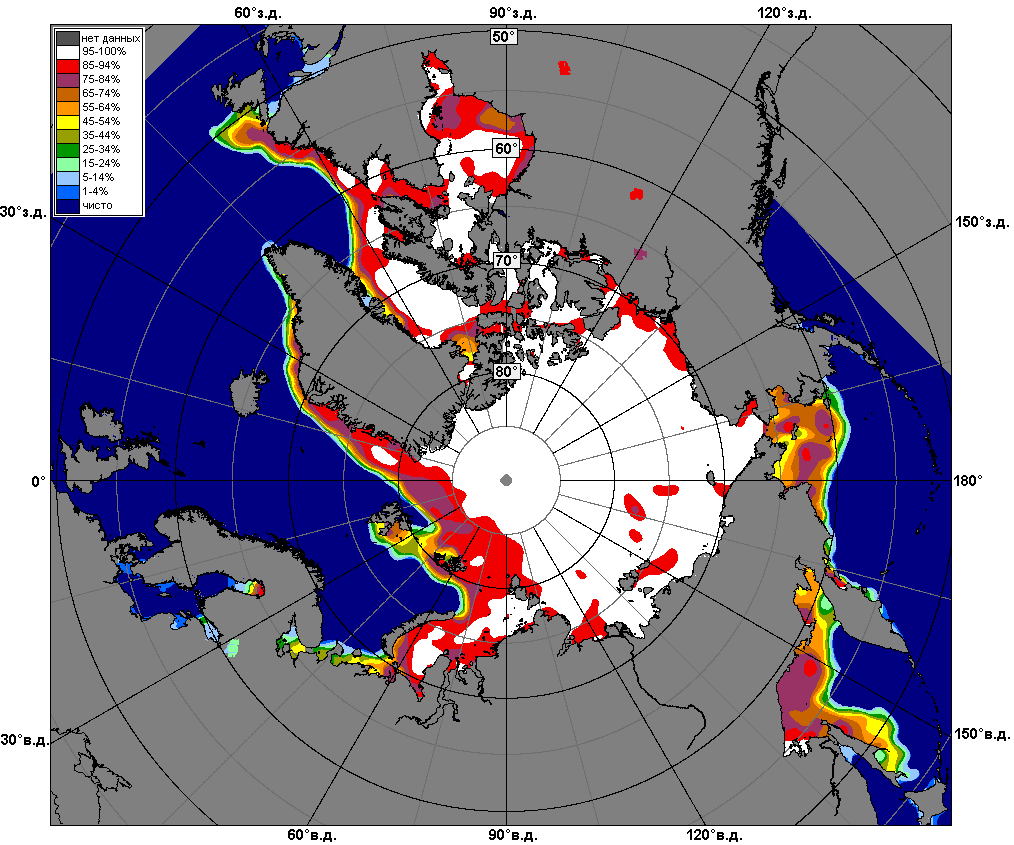 60°з.д.
90°з.д.
120°з.д.
нет данных
95-100%
85-94%
75-84%
65-74%
55-64%
45-54%
35-44%
25-34%
15-24%
5-14%
1-4%
чисто
50°
60°
30°з.д.
150°з.д.
70°
80°
0°
180°
30°в.д.
150°в.д.
60°в.д.
90°в.д.
120°в.д.